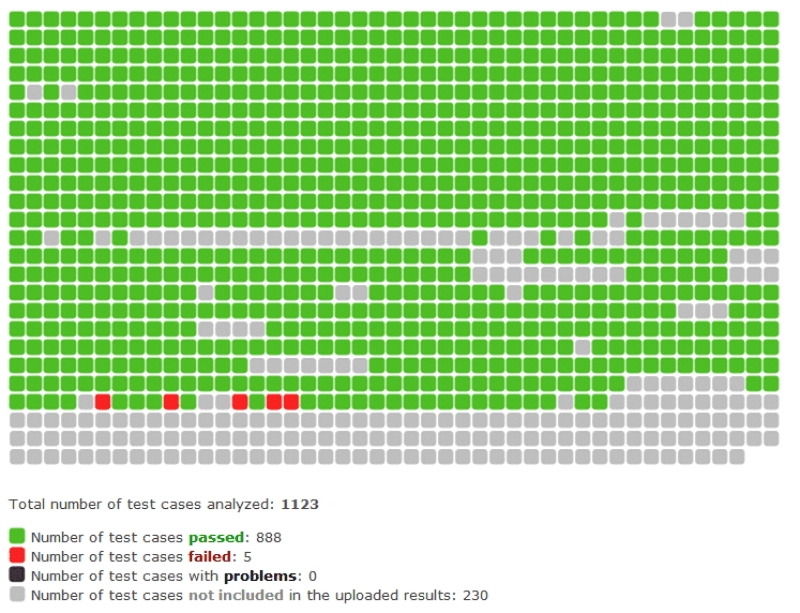 Total number of test cases analyzed: 1123
Number of test cases passed: 888
Number of test cases failed: 5
Number of test cases with problems: 0
Number of test cases not included in the uploaded results: 230